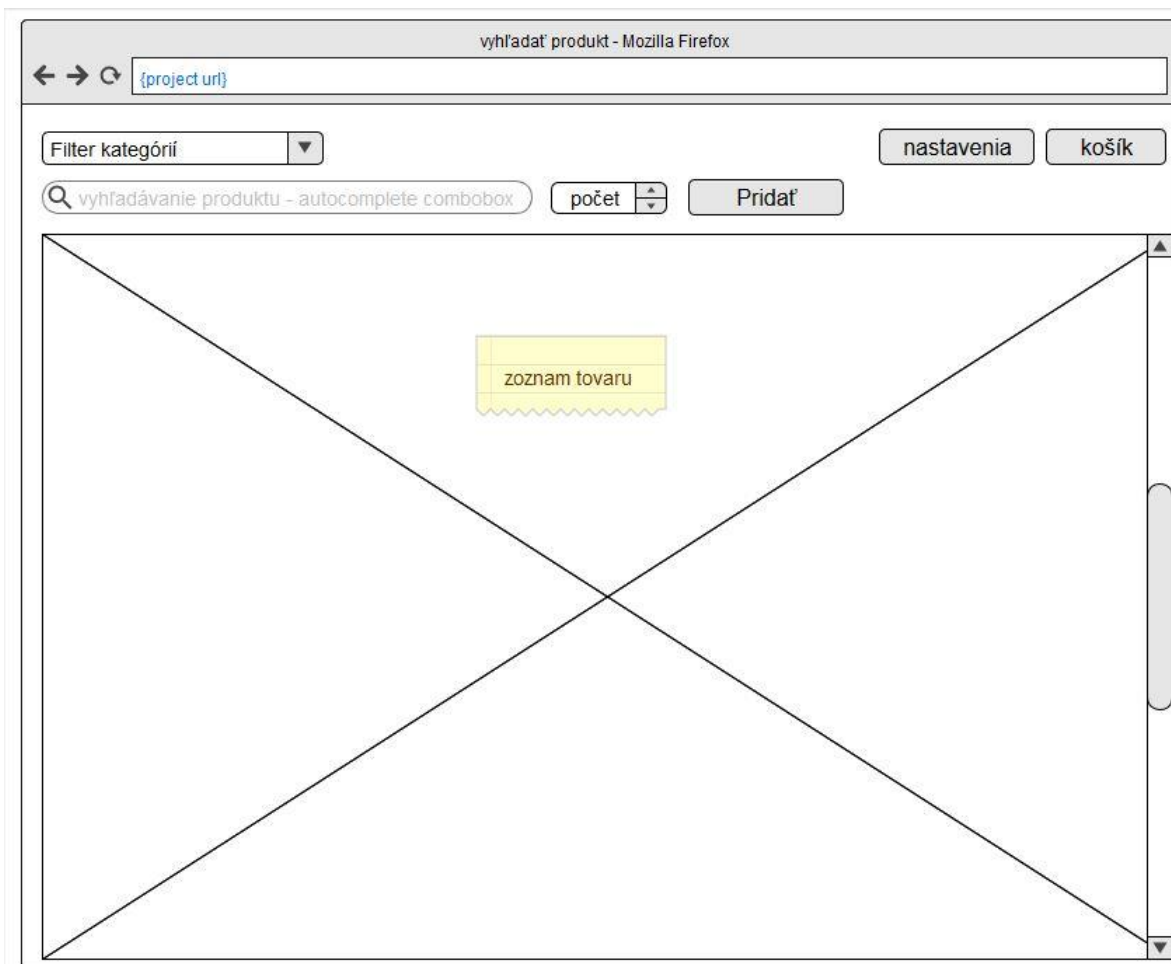 vyhľadať produkt - Mozilla Firefox
{project url}
Filter kategórií
nastavenia
košík
vyhľadávanie produktu - autocomplete combobox
počet
Pridať
zoznam tovaru